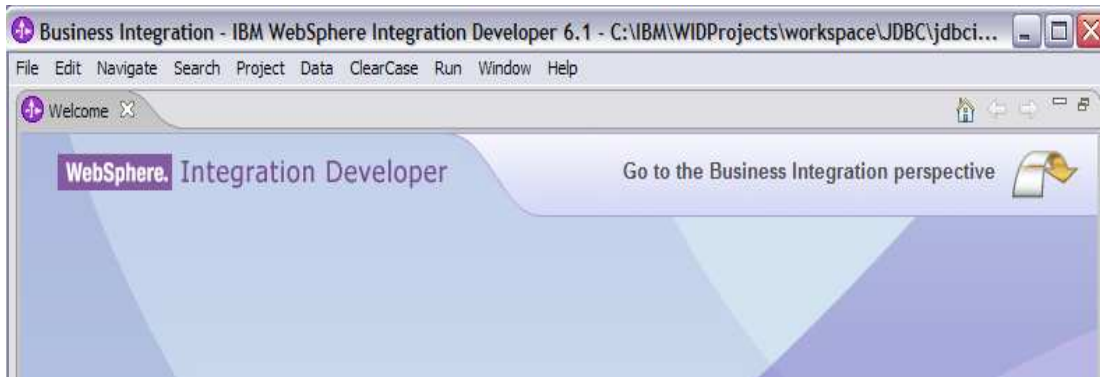 Business Integration - IBM WebSphere Integration Developer 6.1 - C:\IBM\WIDProjects\workspace\JDBC\jdbci...
File Edit Navigate Search Project Data ClearCase Run Window Help
Welcome
WebSphere. Integration Developer
Go to the Business Integration perspective